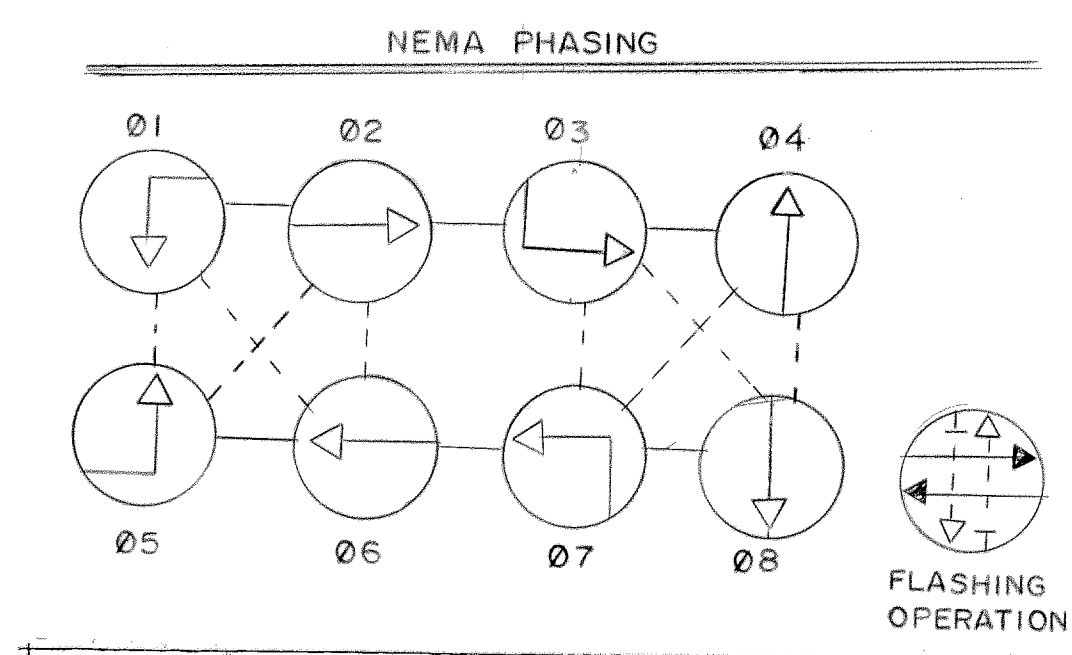 NEMA PHASING
Ø1
Ø2
Ø3
Ø4
Ø5
Ø6
Ø7
Ø8
FLASHING
OPERATION